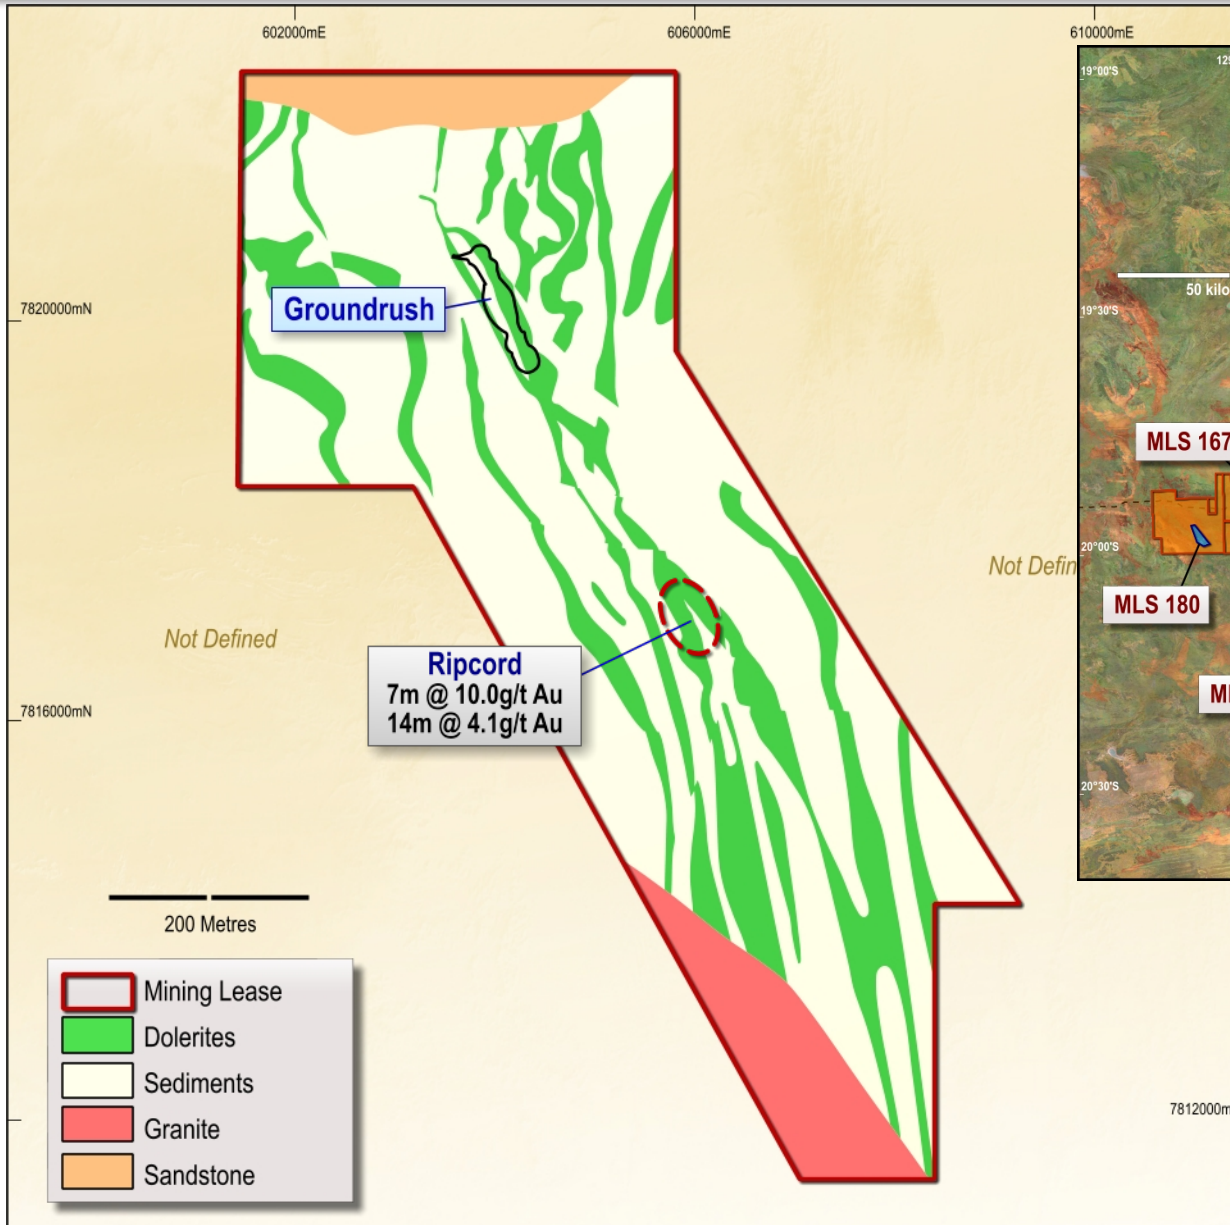 602000mE
606000mE
610000mE
19°00'S
7820000mN
Groundrush
50 kilo
19°30'S
MLS 167
20°00'S
Not Defin
MLS 180
Not Defined
Ripcord
7m @ 10.0g/t Au
14m @ 4.1g/t Au
7816000mN
20°30'S
200 Metres
Mining Lease
Dolerites
Sediments
Granite
Sandstone
7812000m